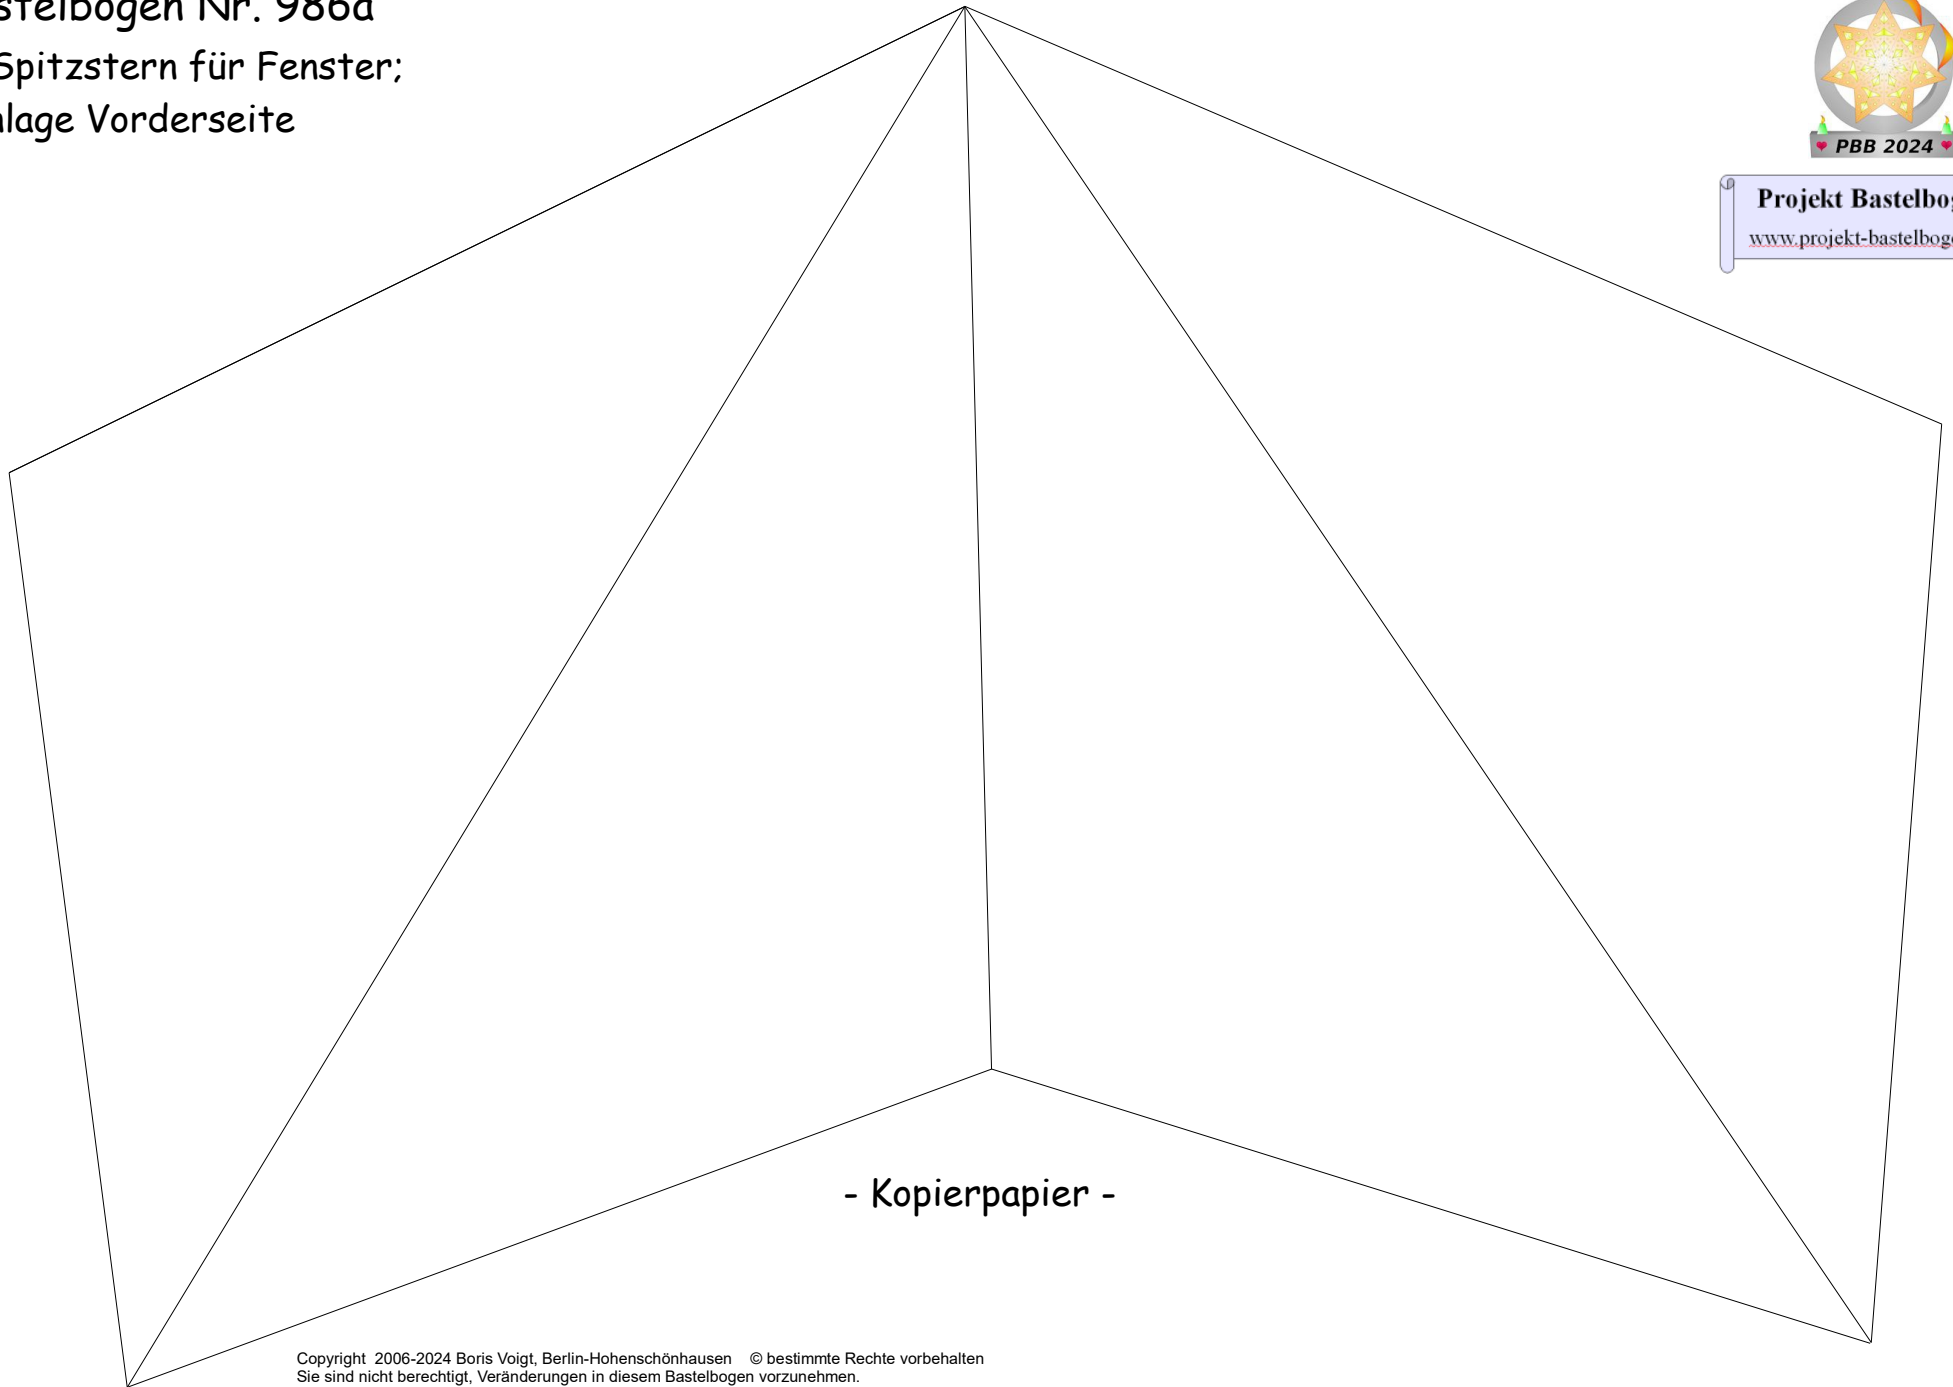 stelbogen Nr. 986a
Spitzstern für Fenster;
lage Vorderseite
PBB 2024
Projekt Bastelbog
www.projekt-bastelboge
- Kopierpapier -
Copyright 2006-2024 Boris Voigt, Berlin-Hohenschönhausen © bestimmte Rechte vorbehalten
Sie sind nicht berechtigt, Veränderungen in diesem Bastelbogen vorzunehmen.